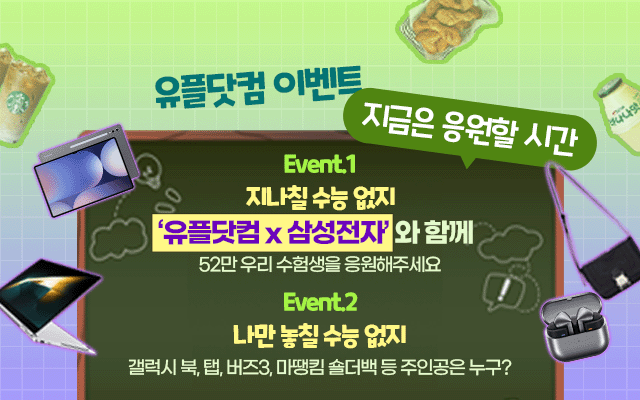 유플닷컴 이벤트
지금은 응원할 시간
Event.1
지나칠 수능 없지
‘유플닷컴 x 삼성전자’ 와 함께
52만 우리 수험생을 응원해주세요
Event.2
나만 놓칠 수능 없지
갤럭시 북, 탭, 버즈3, 마땡킴 숄더백 등 주인공은 누구?